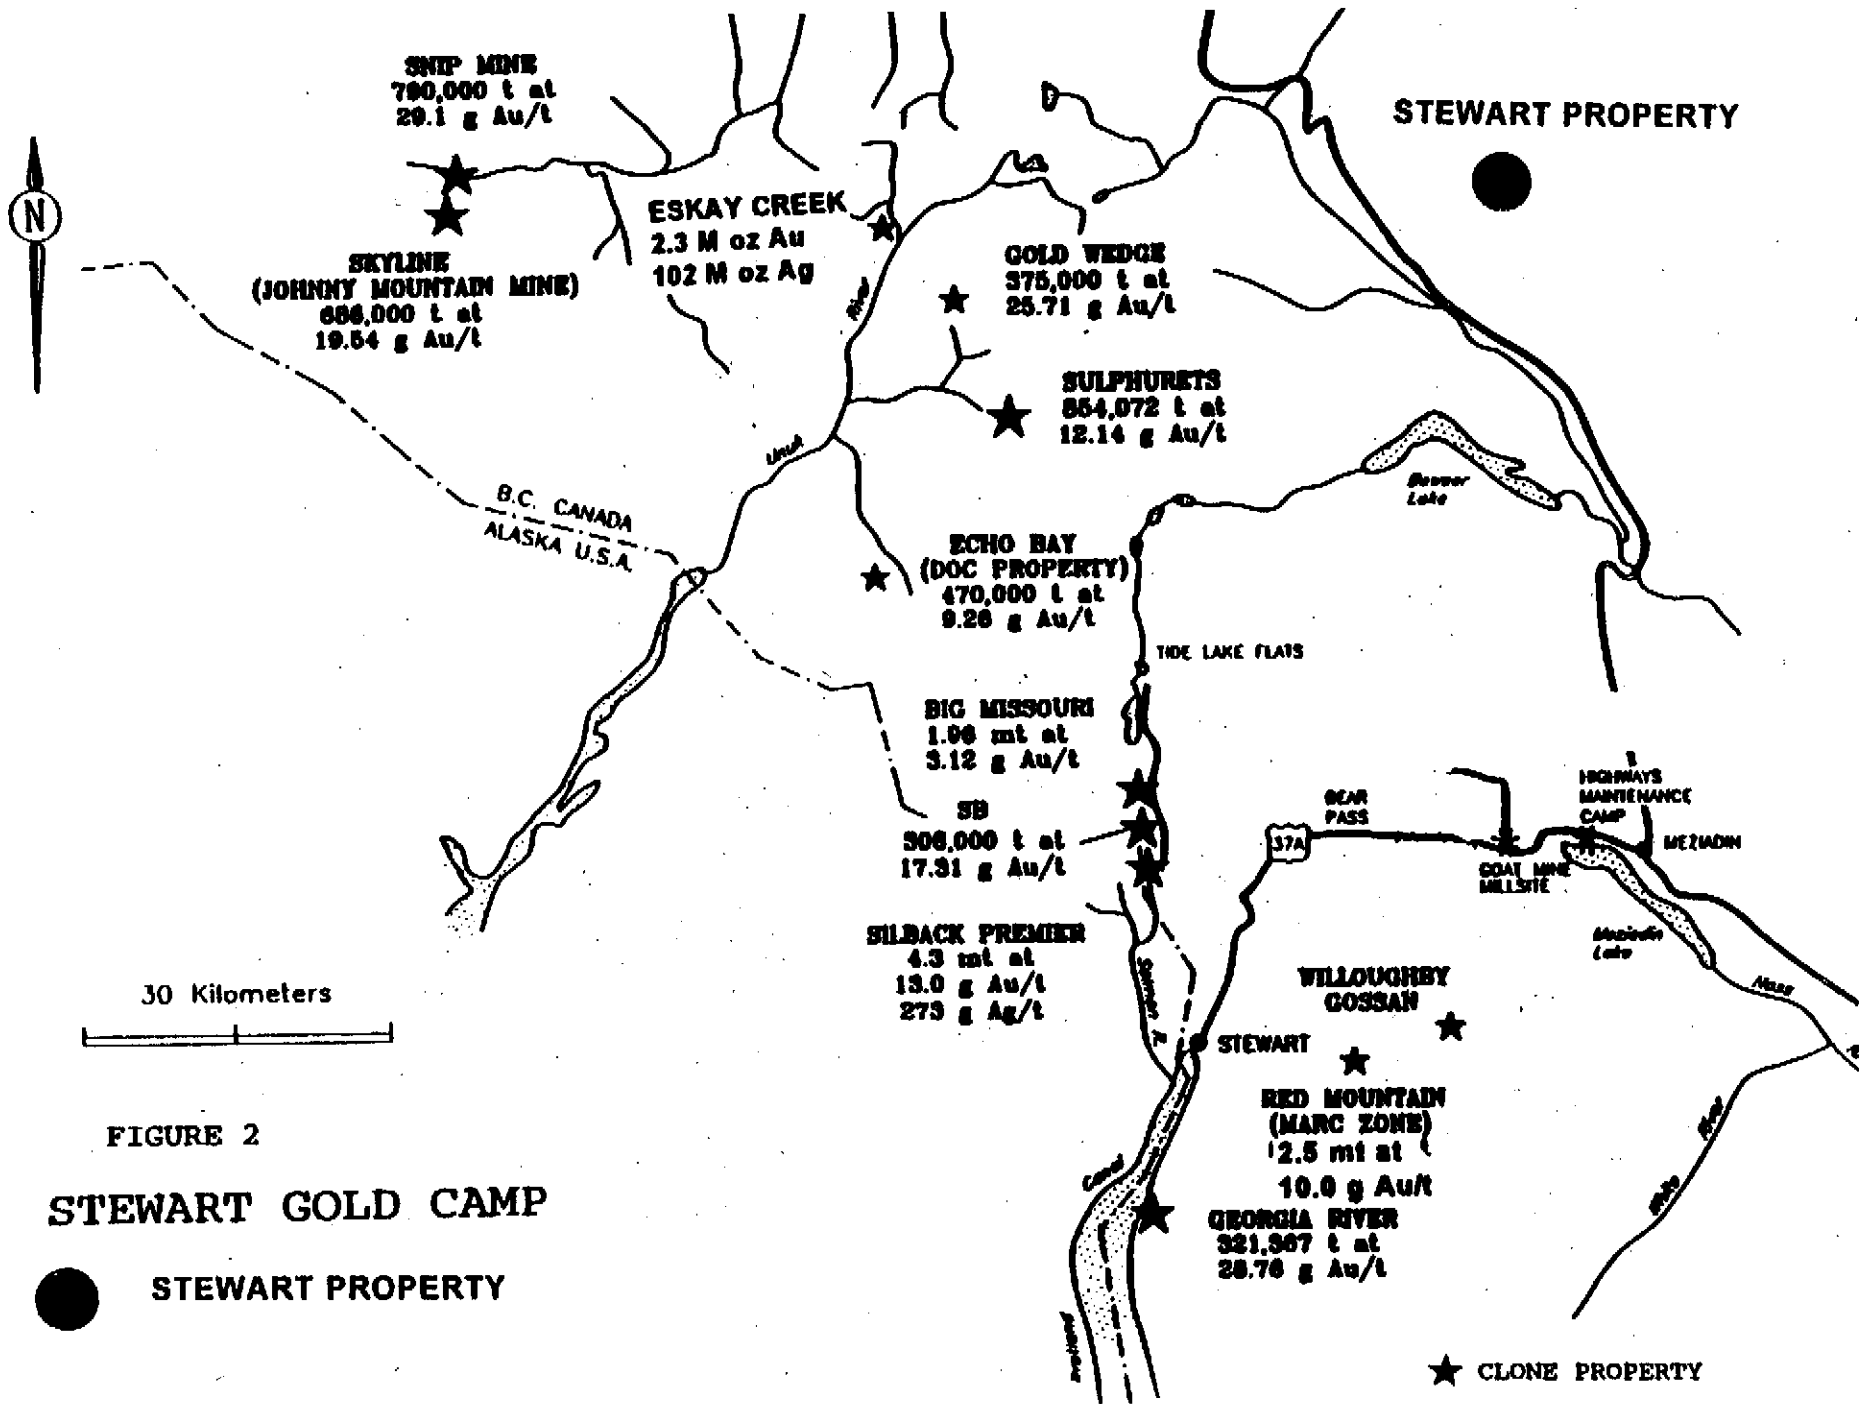 SNIP MINE
790,000 t at
29.1 g Au/t
STEWART PROPERTY
N
ESKAY CREEK
2.3 M oz Au
102 M oz Ag
SKYLINE
(JOHNNY MOUNTAIN MINE)
19.54 g Au/t
River
GOLD WEDGE
375,000 t at
25.71 g Au/t
SULPHURETS
854,072 t at
12.14 g Au/t
Unuk
Bowser
Lake
B.C. CANADA
ALASKA U.S.A.
ECHO BAY
(DOC PROPERTY)
470,000 t at
9.26 g Au/t
TIDE LAKE FLATS
BIG MISSOURI
1.96 mt at
3.12 g Au/t
SB
306,000 t at
17.31 g Au/t
BEAR
PASS
37A
HIGHWAYS
MAINTENANCE
CAMP
MEZIADIN
GOAT MINE
MILLSITE
Meziadin
Lake
Nass
SILBACK PREMIER
4.3 mt at
13.0 g Au/t
273 g Ag/t
Salmon R.
30 Kilometers
WILLOUGHBY
GOSSAN
STEWART
RED MOUNTAIN
(MARC ZONE)
2.5 mt at
10.0 g Au/t
River
White
Canal
GEORGIA RIVER
321,367 t at
28.76 g Au/t
Portland
FIGURE 2
STEWART GOLD CAMP
STEWART PROPERTY
CLONE PROPERTY